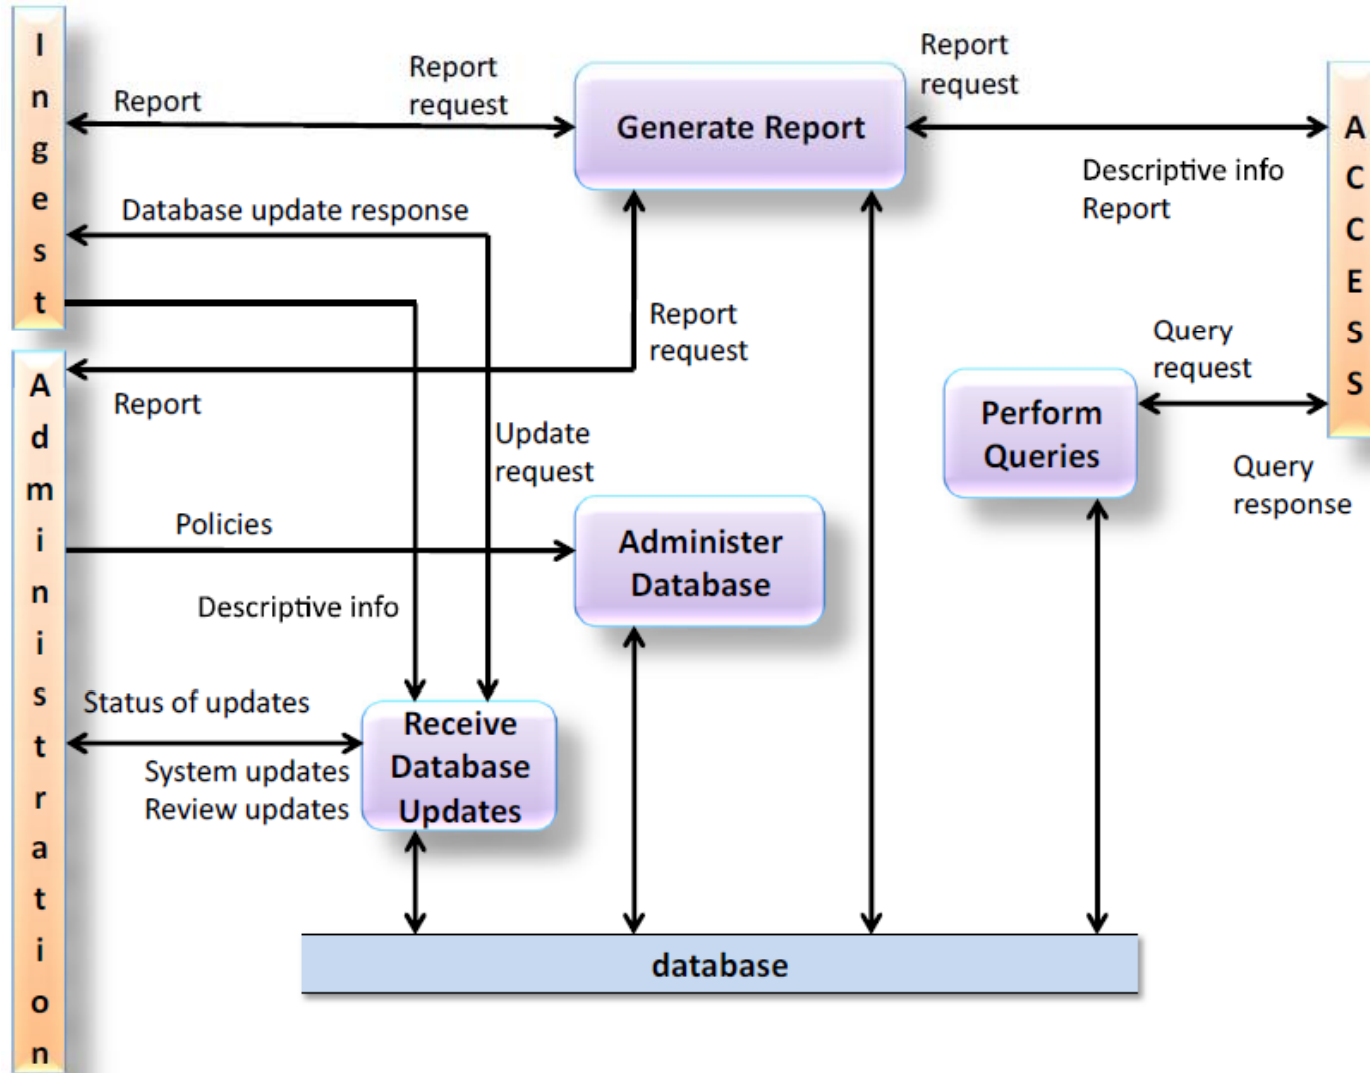 Ingest
Report
request
Report
request
Report
Generate Report
ACCESS
Descriptive info
Report
Database update response
Report
request
Query
request
Administration
Report
Perform
Queries
Update
request
Query
response
Policies
Administer
Database
Descriptive info
Status of updates
Receive
Database
Updates
System updates
Review updates
database